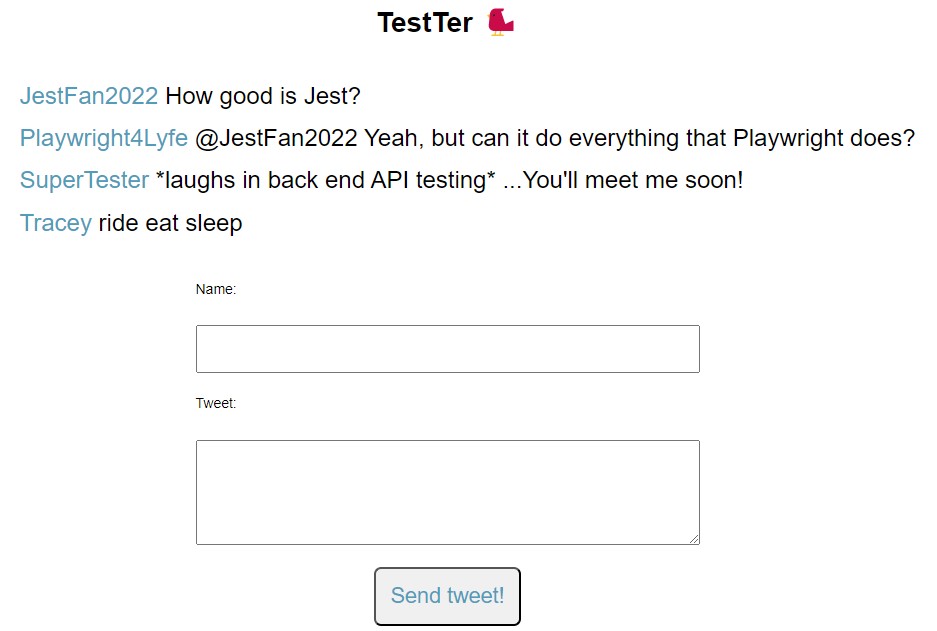 TestTer
JestFan2022 How good is Jest?
Playwright4Lyfe @JestFan2022 Yeah, but can it do everything that Playwright does?
SuperTester *laughs in back end API testing* ...You'll meet me soon!
Tracey ride eat sleep
Name:
Tweet:
Send tweet!